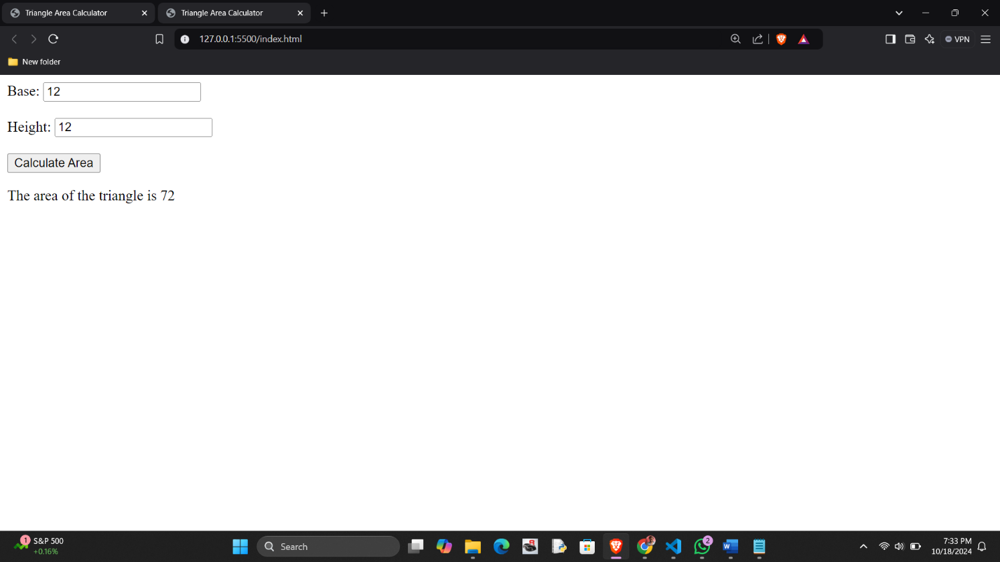 Triangle Area Calculator
Triangle Area Calculator
127.0.0.1:5500/index.html
VPN
New folder
Base: 12
Height: 12
Calculate Area
The area of the triangle is 72
1
S&P 500
+0.16%
Search
2
7:33 PM
10/18/2024